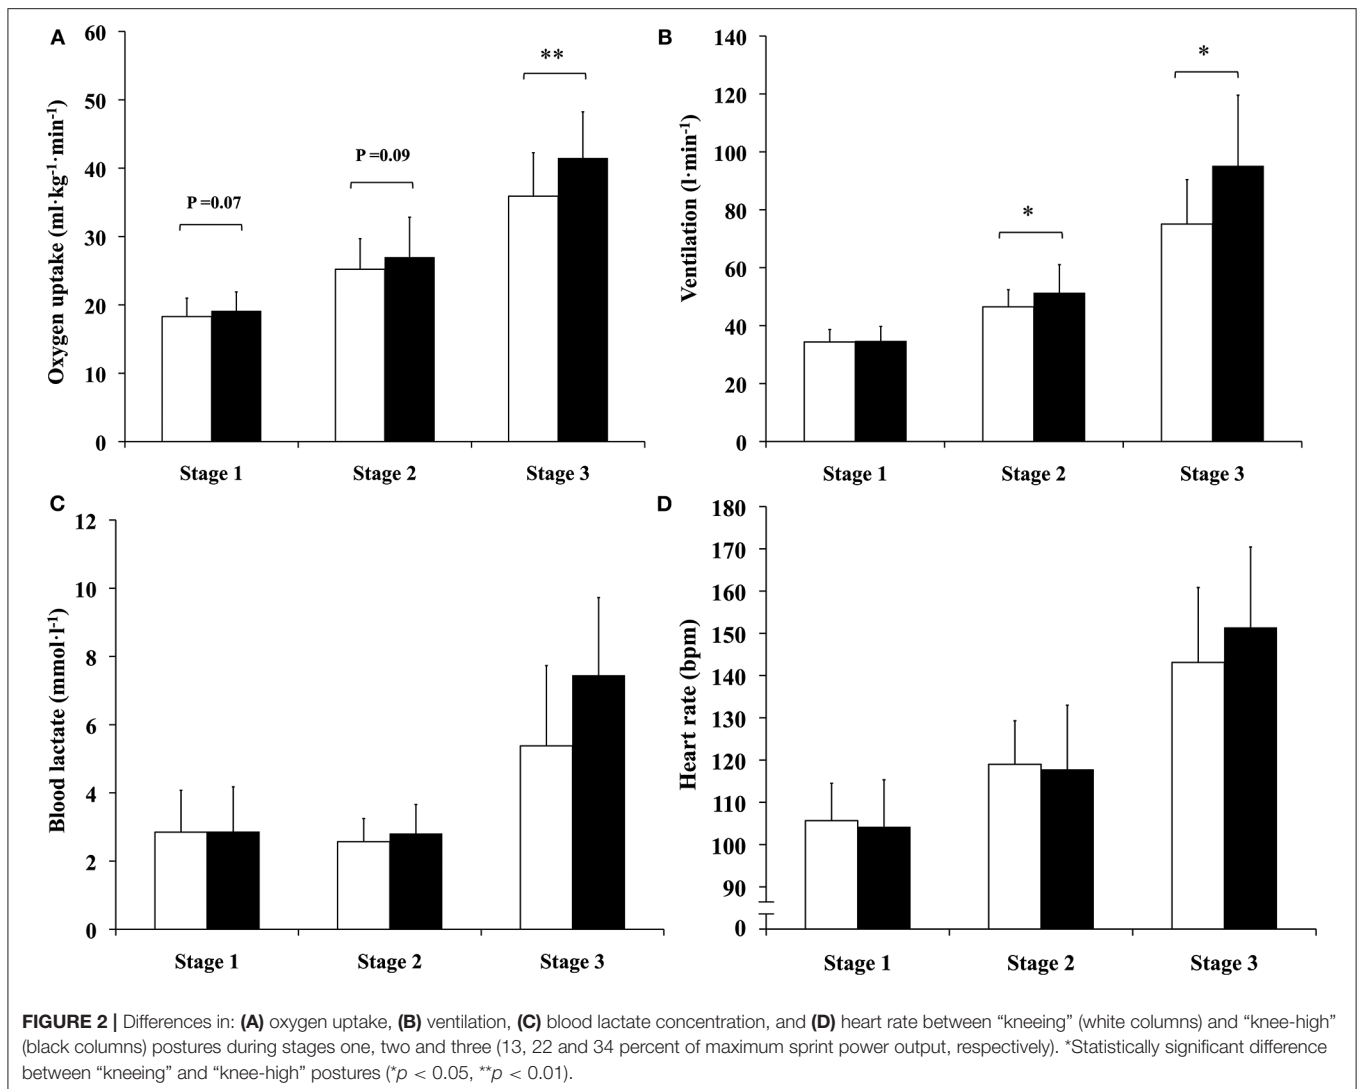 A
60
50
40
30
20
10
0
Oxygen uptake (ml·kg-1·min-1)
P =0.07
P =0.09
**
Stage 1 Stage 2 Stage 3
B
140
120
100
80
60
40
20
0
Ventilation (l·min-1)
*
*
Stage 1 Stage 2 Stage 3
C
12
10
8
6
4
2
0
Blood lactate (mmol·l-1)
Stage 1 Stage 2 Stage 3
D
180
170
160
150
140
130
120
110
100
90
0
Heart rate (bpm)
Stage 1 Stage 2 Stage 3
FIGURE 2 | Differences in: (A) oxygen uptake, (B) ventilation, (C) blood lactate concentration, and (D) heart rate between “kneeing” (white columns) and “knee-high”
(black columns) postures during stages one, two and three (13, 22 and 34 percent of maximum sprint power output, respectively). *Statistically significant difference
between “kneeing” and “knee-high” postures (*p < 0.05, **p < 0.01).